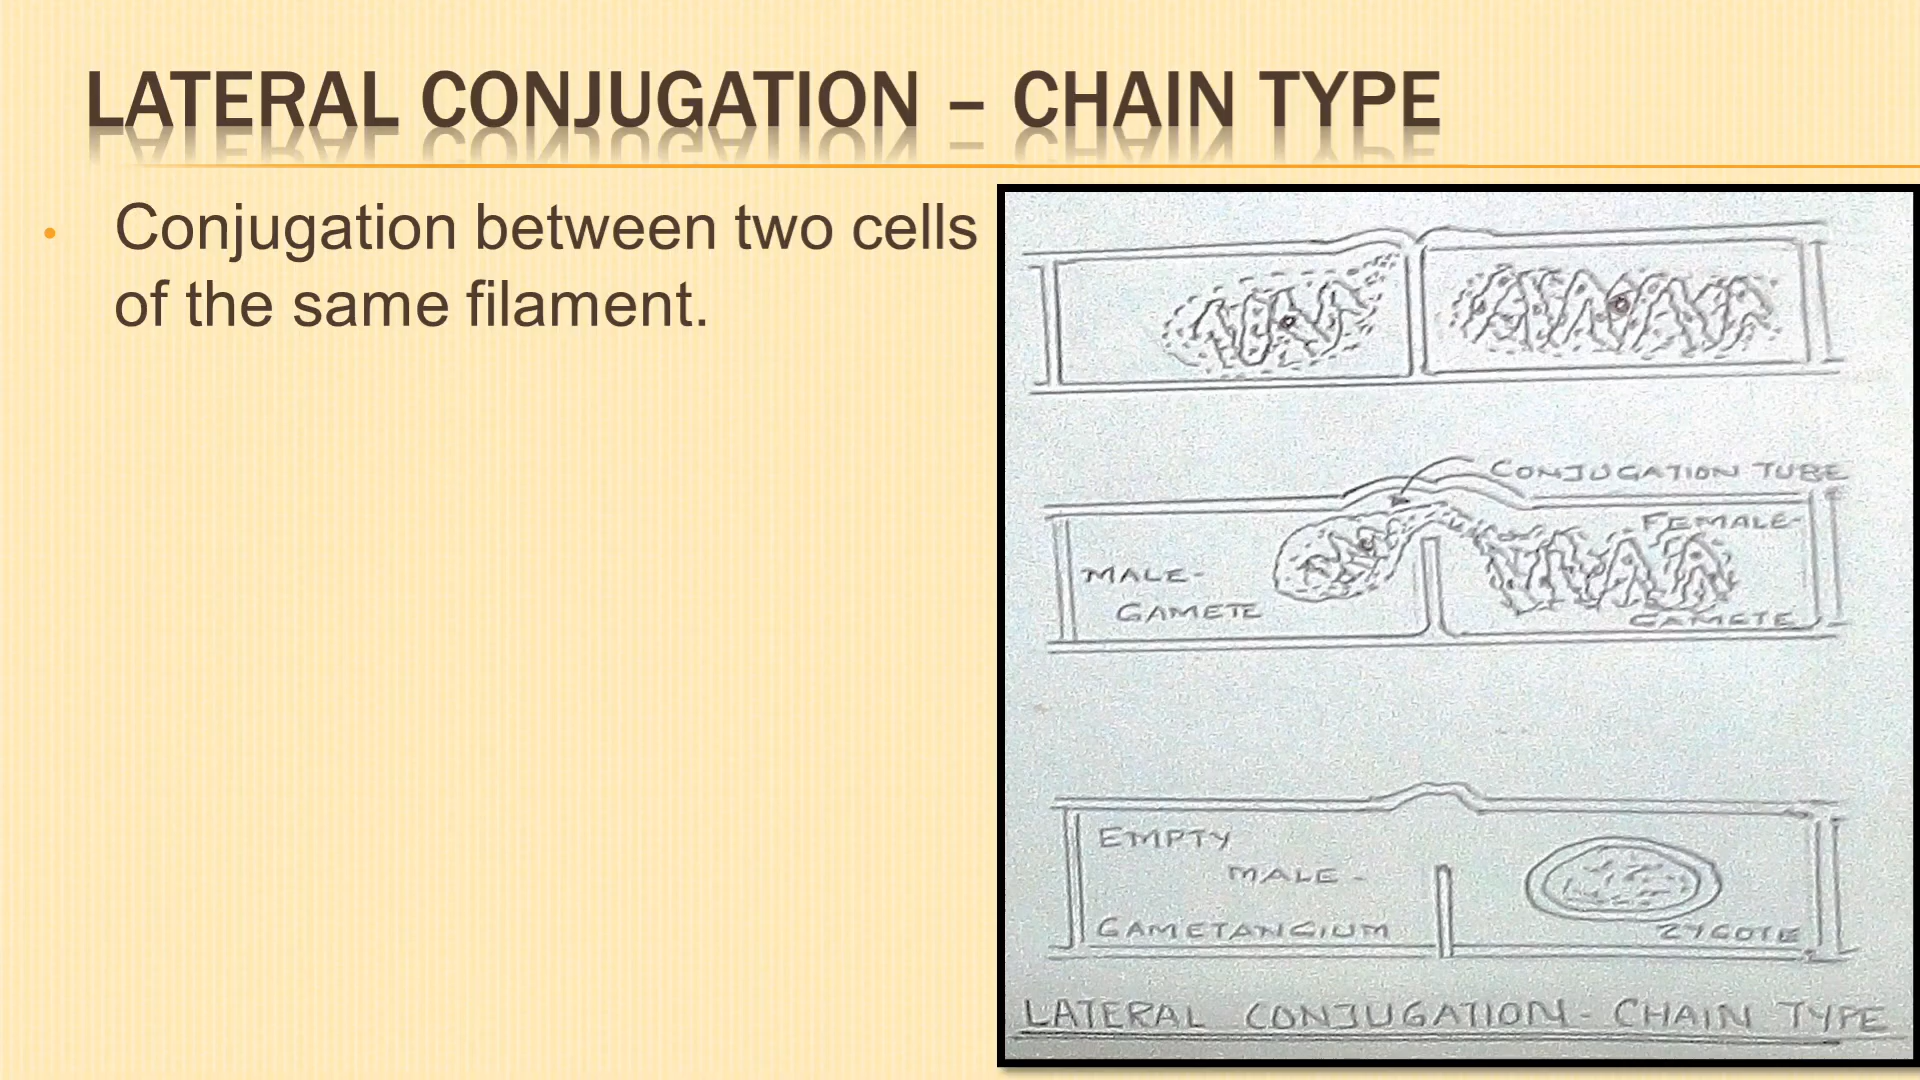 LATERAL CONJUGATION – CHAIN TYPE
• Conjugation between two cells
of the same filament.
CONJUGATION TUBE
FEMALE-
MALE-
GAMETE
GAMETE
EMPTY
MALE-
GAMETANGIUM
ZYGOTE
LATERAL CONJUGATION - CHAIN TYPE